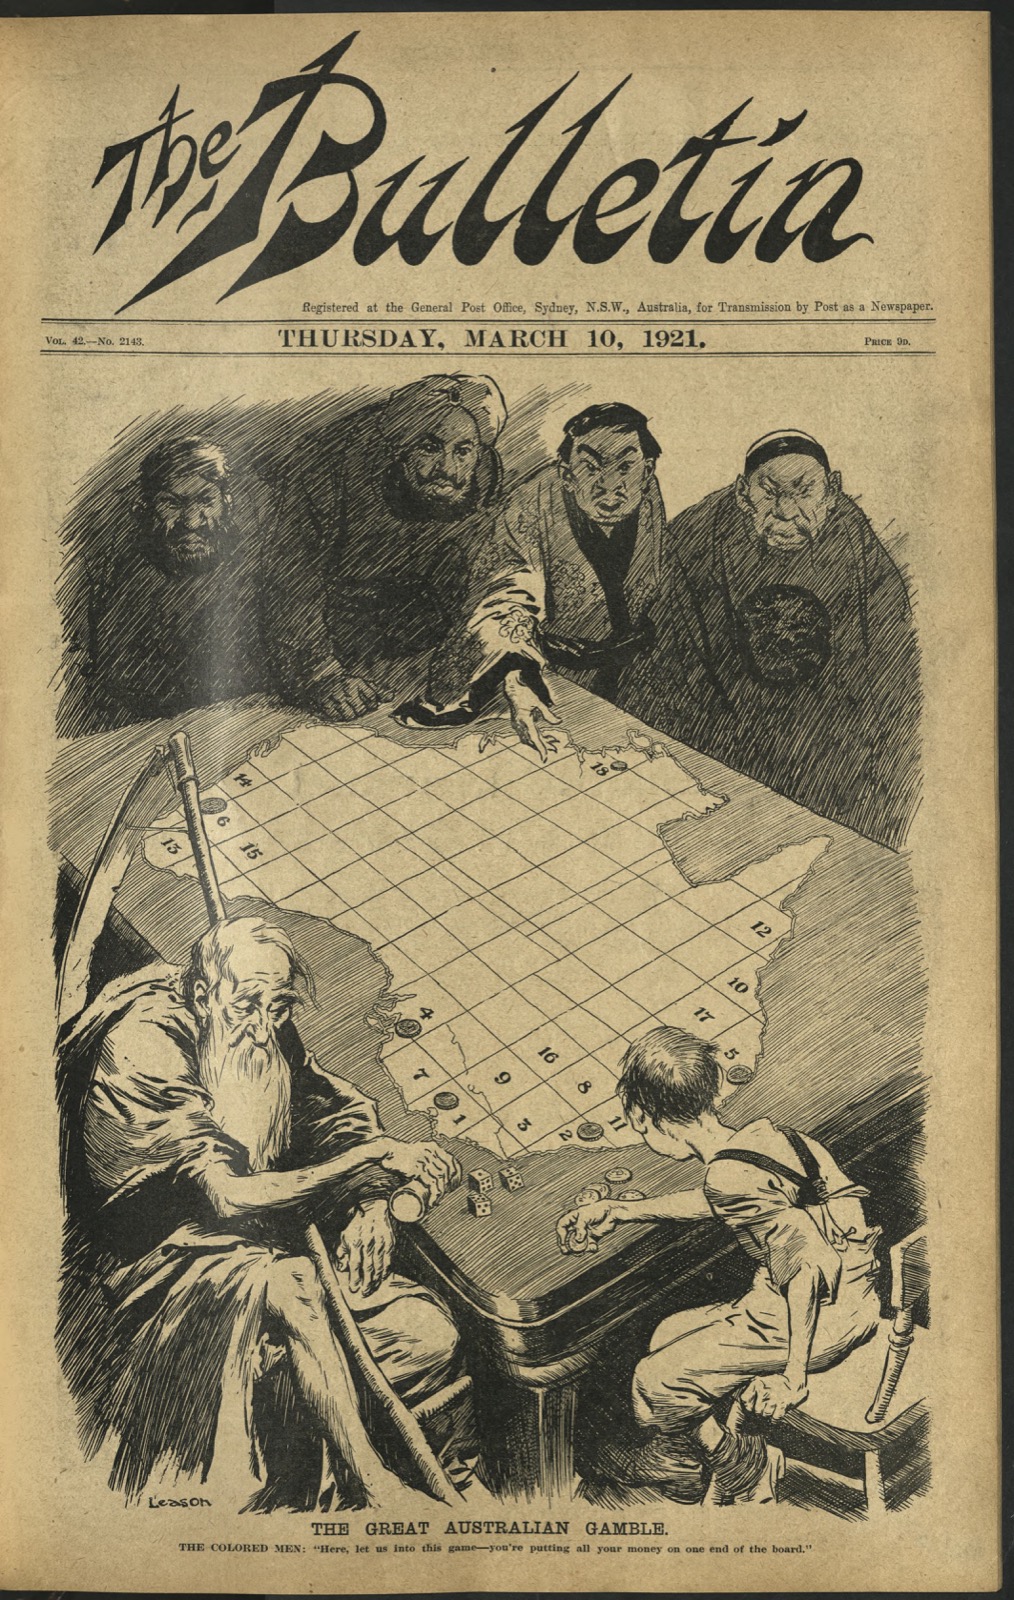 The Bulletin
Registered at the General Post Office, Sydney, N.S.W., Australia, for Transmission by Post as a Newspaper.
VOL. 42.—No. 2143.
THURSDAY, MARCH 10, 1921.
PRICE 9D.
14
18
6
13
15
12
10
4
17
16
5
7
9
8
1
3
2
11
Leason
THE GREAT AUSTRALIAN GAMBLE.
THE COLORED MEN: "Here, let us into this game—you're putting all your money on one end of the board."